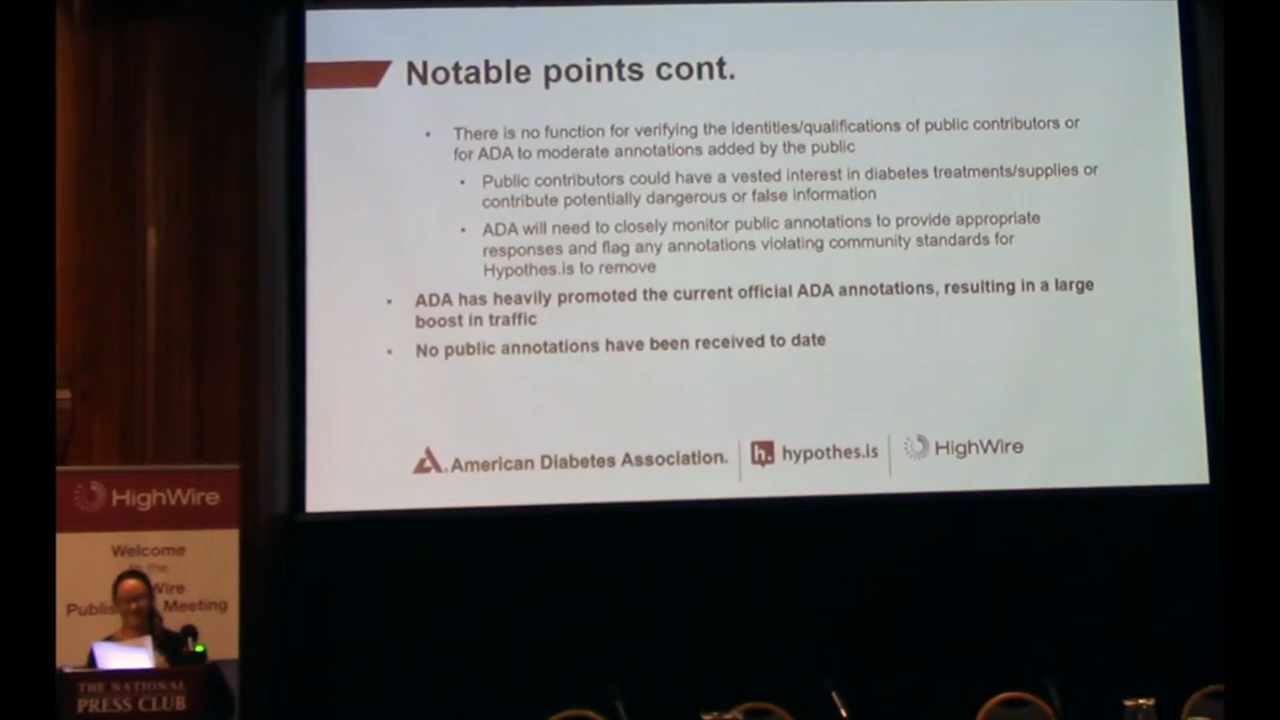 Notable points cont.
• There is no function for verifying the identities/qualifications of public contributors or
for ADA to moderate annotations added by the public
• Public contributors could have a vested interest in diabetes treatments/supplies or
contribute potentially dangerous or false information
• ADA will need to closely monitor public annotations to provide appropriate
responses and flag any annotations violating community standards for
Hypothes.is to remove
• ADA has heavily promoted the current official ADA annotations, resulting in a large
boost in traffic
• No public annotations have been received to date
American Diabetes Association.
h. hypothes.is
HighWire
HighWire
Welcome
to the
Wire
Publis Meeting
THE NATIONAL
PRESS CLUB